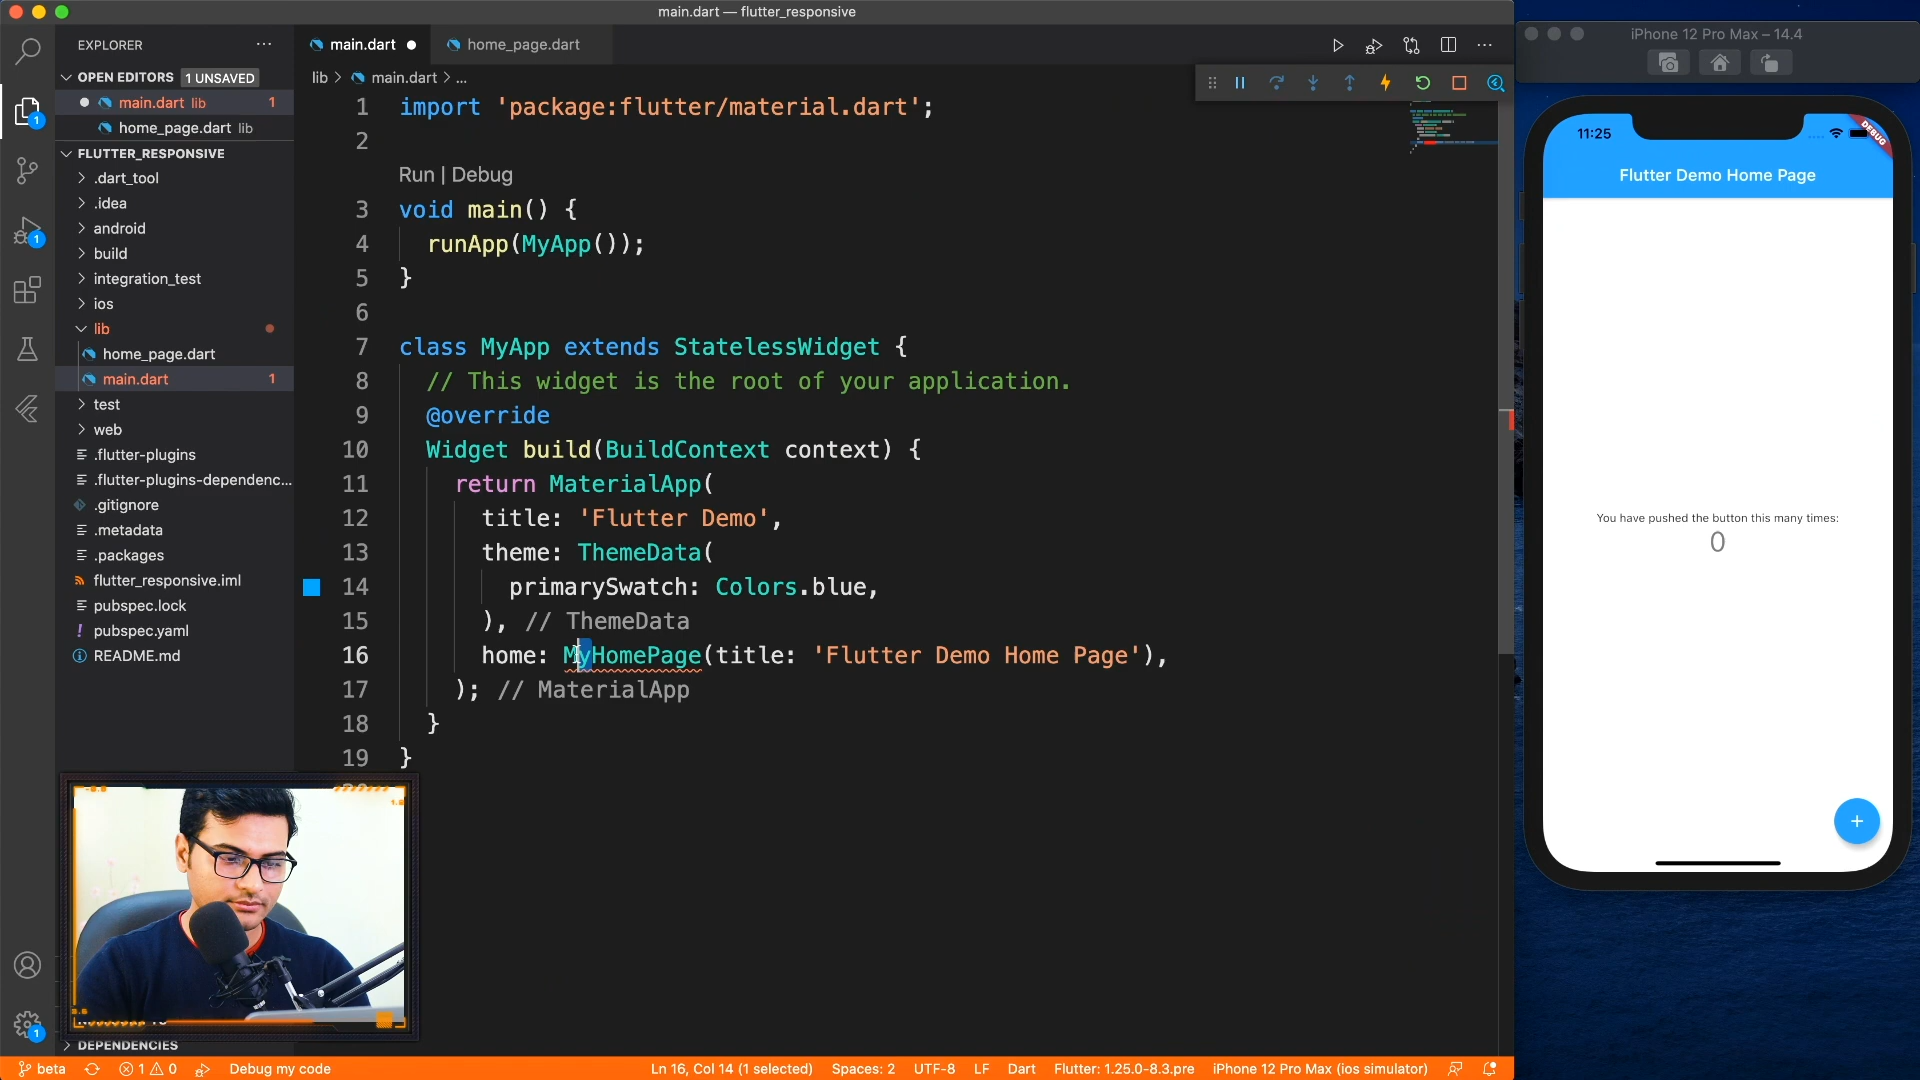 main.dart — flutter_responsive
iPhone 12 Pro Max – 14.4
EXPLORER
main.dart
home_page.dart
OPEN EDITORS 1 UNSAVED
main.dart lib 1
home_page.dart lib
FLUTTER_RESPONSIVE
.dart_tool
.idea
android
build
integration_test
ios
lib
home_page.dart
main.dart 1
test
web
.flutter-plugins
.flutter-plugins-dependenc...
.gitignore
.metadata
.packages
flutter_responsive.iml
pubspec.lock
pubspec.yaml
README.md
DEPENDENCIES
lib > main.dart > ...
1 import 'package:flutter/material.dart';
2
Run | Debug
3 void main() {
4 runApp(MyApp());
5 }
6
7 class MyApp extends StatelessWidget {
8 // This widget is the root of your application.
9 @override
10 Widget build(BuildContext context) {
11 return MaterialApp(
12 title: 'Flutter Demo',
13 theme: ThemeData(
14 primarySwatch: Colors.blue,
15 ), // ThemeData
16 home: MyHomePage(title: 'Flutter Demo Home Page'),
17 ); // MaterialApp
18 }
19 }
11:25
DEBUG
Flutter Demo Home Page
You have pushed the button this many times:
0
+
1
1
1
beta
1 0
Debug my code
Ln 16, Col 14 (1 selected)
Spaces: 2
UTF-8
LF
Dart
Flutter: 1.25.0-8.3.pre
iPhone 12 Pro Max (ios simulator)